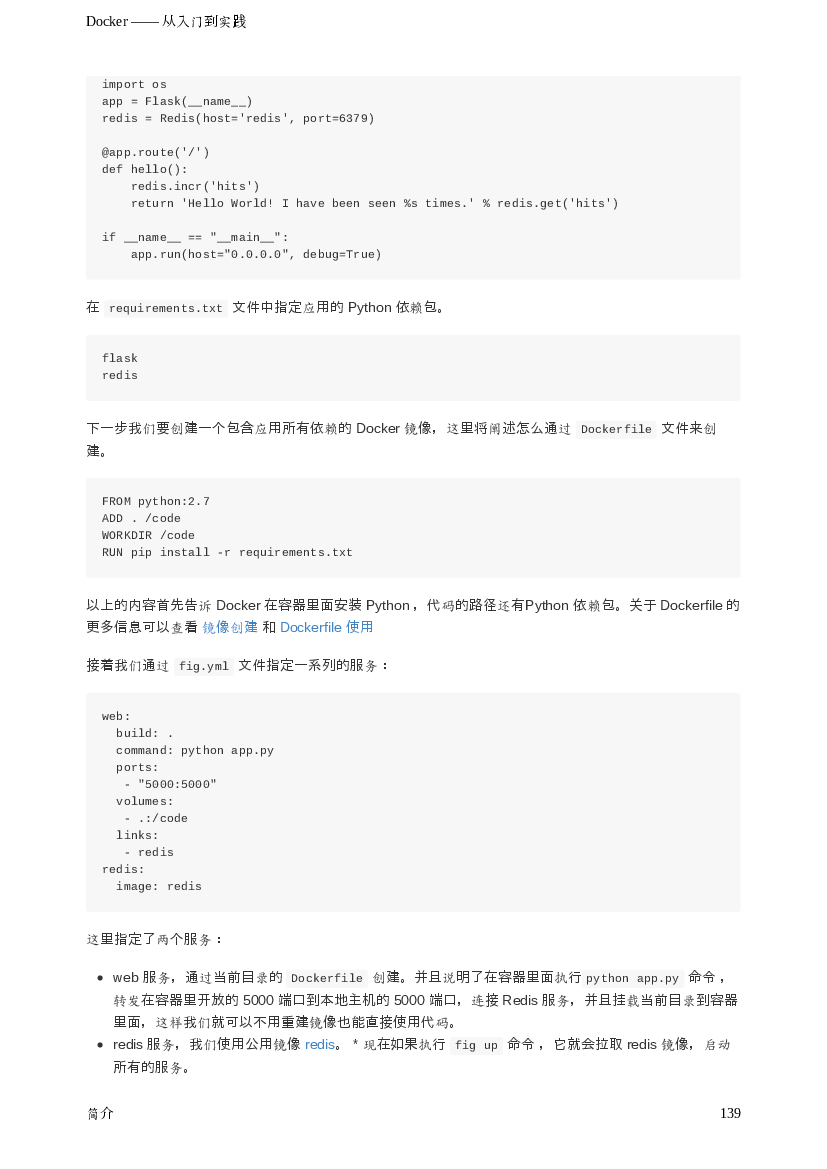 Docker —— 从入门到实践
import os
app = Flask(__name__)
redis = Redis(host='redis', port=6379)
@app.route('/')
def hello():
    redis.incr('hits')
    return 'Hello World! I have been seen %s times.' % redis.get('hits')
if __name__ == "__main__":
    app.run(host="0.0.0.0", debug=True)
在 requirements.txt 文件中指定应用的 Python 依赖包。
flask
redis
下一步我们要创建一个包含应用所有依赖的 Docker 镜像，这里将阐述怎么通过 Dockerfile 文件来创
建。
FROM python:2.7
ADD . /code
WORKDIR /code
RUN pip install -r requirements.txt
以上的内容首先告诉 Docker 在容器里面安装 Python ，代码的路径还有Python 依赖包。关于 Dockerfile 的
更多信息可以查看 镜像创建 和 Dockerfile 使用
接着我们通过 fig.yml 文件指定一系列的服务：
web:
  build: .
  command: python app.py
  ports:
   - "5000:5000"
  volumes:
   - .:/code
  links:
   - redis
redis:
  image: redis
这里指定了两个服务：
• web 服务，通过当前目录的 Dockerfile 创建。并且说明了在容器里面执行 python app.py 命令 ，
转发在容器里开放的 5000 端口到本地主机的 5000 端口，连接 Redis 服务，并且挂载当前目录到容器
里面，这样我们就可以不用重建镜像也能直接使用代码。
• redis 服务，我们使用公用镜像 redis。 * 现在如果执行 fig up 命令 ，它就会拉取 redis 镜像，启动
所有的服务。
简介 139